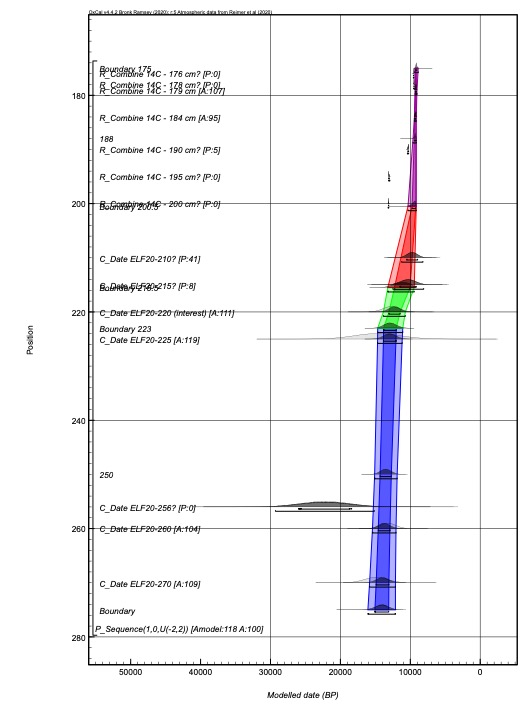 OxCal v4.4.2 Bronk Ramsey (2020); r:5 Atmospheric data from Reimer et al (2020)
Boundary 175
R_Combine 14C - 176 cm? [P:0]
R_Combine 14C - 178 cm? [P:0]
R_Combine 14C - 179 cm [A:107]
180
R_Combine 14C - 184 cm [A:95]
188
R_Combine 14C - 190 cm? [P:5]
R_Combine 14C - 195 cm? [P:0]
R_Combine 14C - 200 cm? [P:0]
200
Boundary 200.5
C_Date ELF20-210? [P:41]
C_Date ELF20-215? [P:8]
Boundary 215.5
C_Date ELF20-220 (interest) [A:111]
220
Boundary 223
C_Date ELF20-225 [A:119]
Position
240
250
C_Date ELF20-256? [P:0]
C_Date ELF20-260 [A:104]
260
C_Date ELF20-270 [A:109]
Boundary
P_Sequence(1,0,U(-2,2)) [Amodel:118 A:100]
280
50000 40000 30000 20000 10000 0
Modelled date (BP)